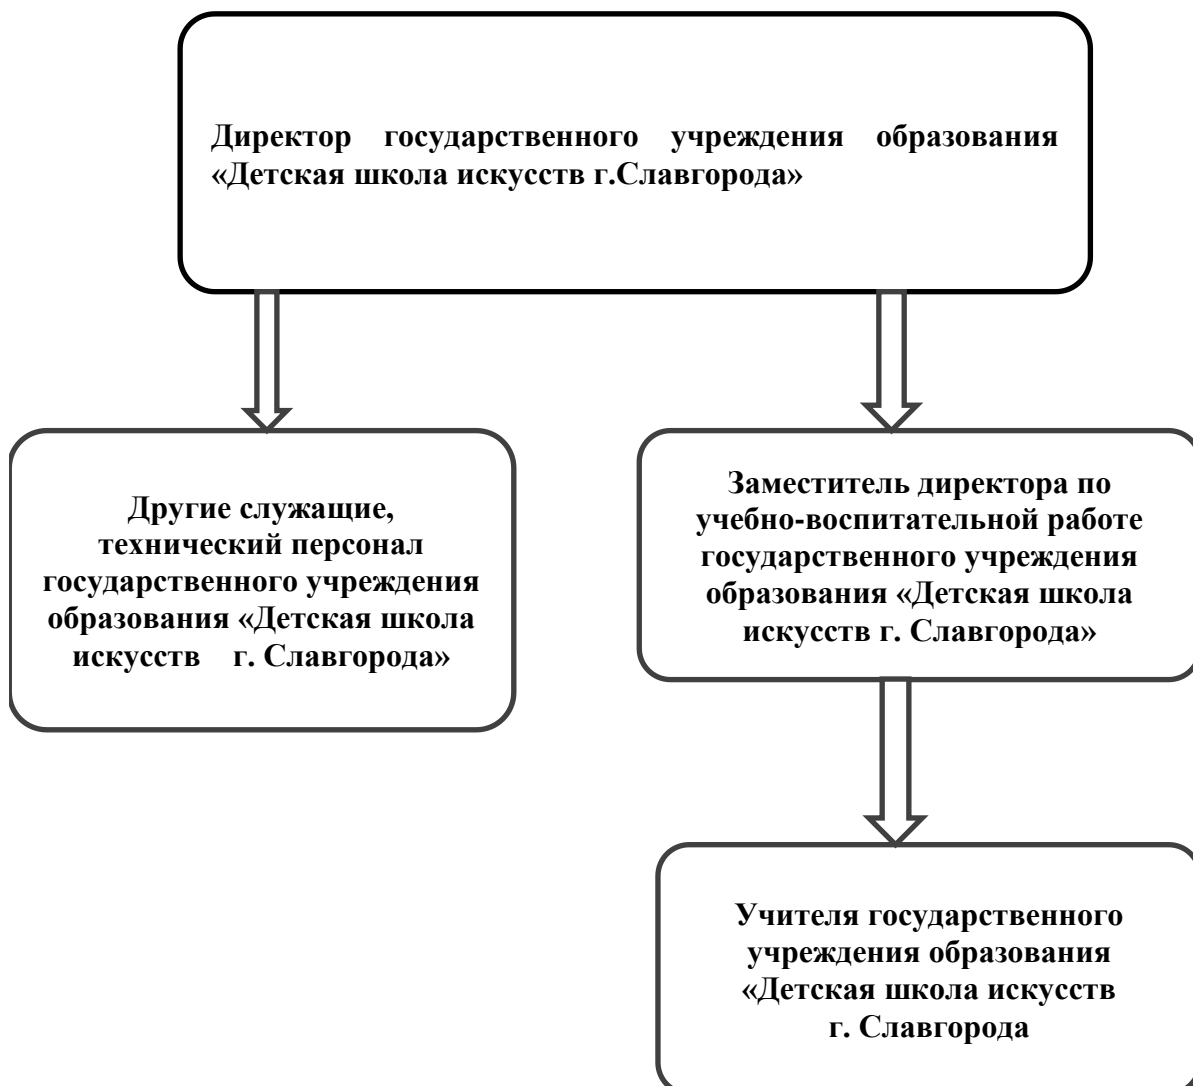 Директор государственного учреждения образования
«Детская школа искусств г.Славгорода»
Другие служащие,
технический персонал
государственного учреждения
образования «Детская школа
искусств г. Славгорода»
Заместитель директора по
учебно-воспитательной работе
государственного учреждения
образования «Детская школа
искусств г. Славгорода»
Учителя государственного
учреждения образования
«Детская школа искусств
г. Славгорода